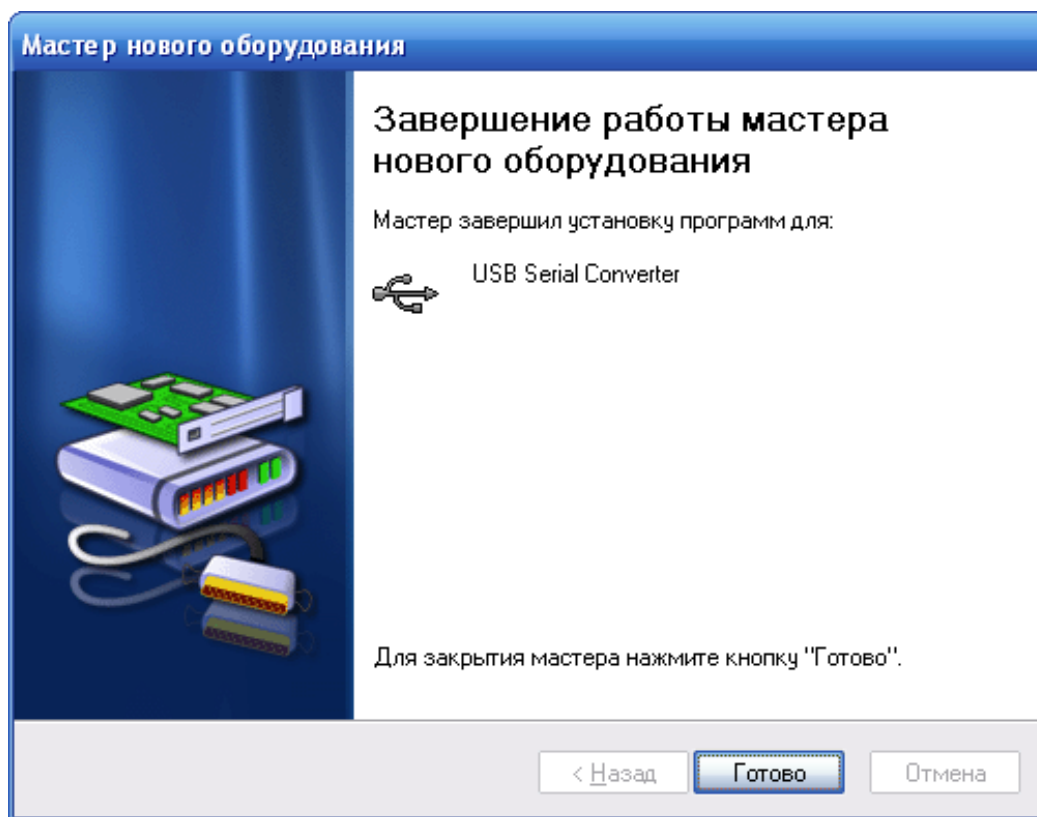 Мастер нового оборудования
Завершение работы мастера
нового оборудования
Мастер завершил установку программ для:
USB Serial Converter
Для закрытия мастера нажмите кнопку "Готово".
< Назад
Готово
Отмена